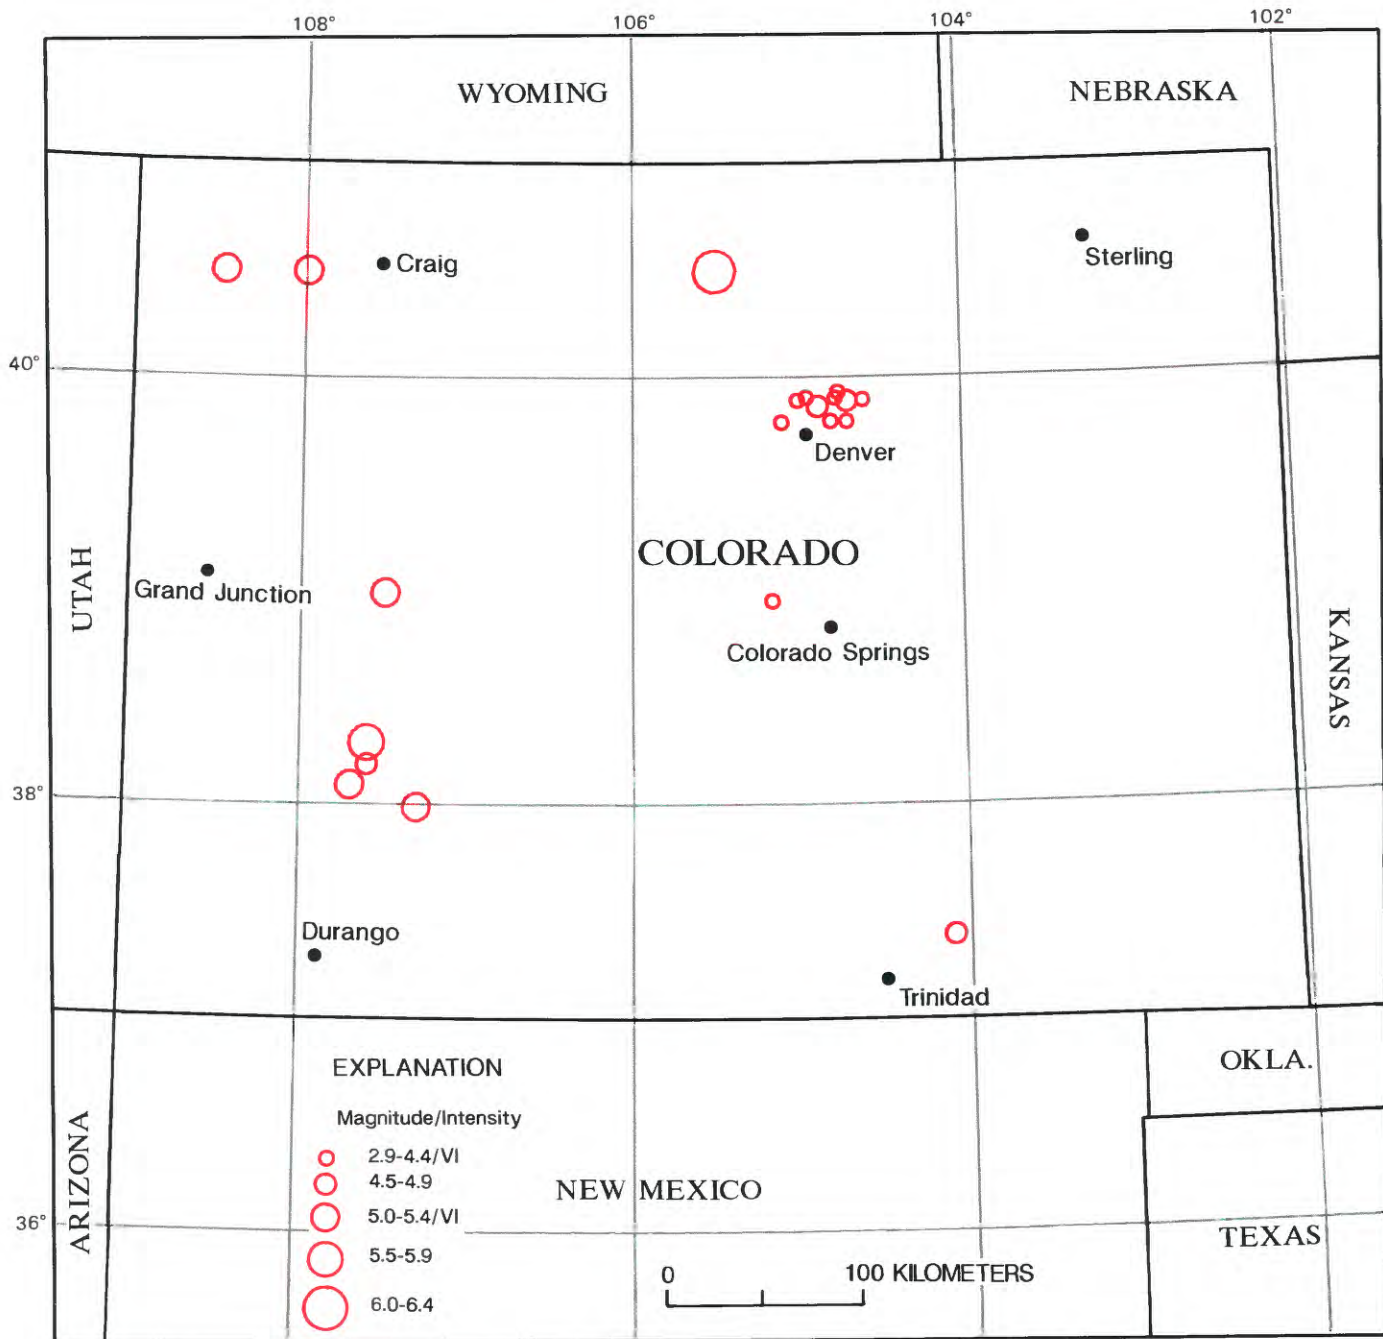 108° 106° 104° 102°
WYOMING
NEBRASKA
Craig
Sterling
40°
Denver
COLORADO
UTAH
Grand Junction
Colorado Springs
KANSAS
38°
Durango
Trinidad
EXPLANATION
Magnitude/Intensity
2.9-4.4/VI
4.5-4.9
5.0-5.4/VI
5.5-5.9
6.0-6.4
OKLA.
ARIZONA
NEW MEXICO
36°
TEXAS
0 100 KILOMETERS